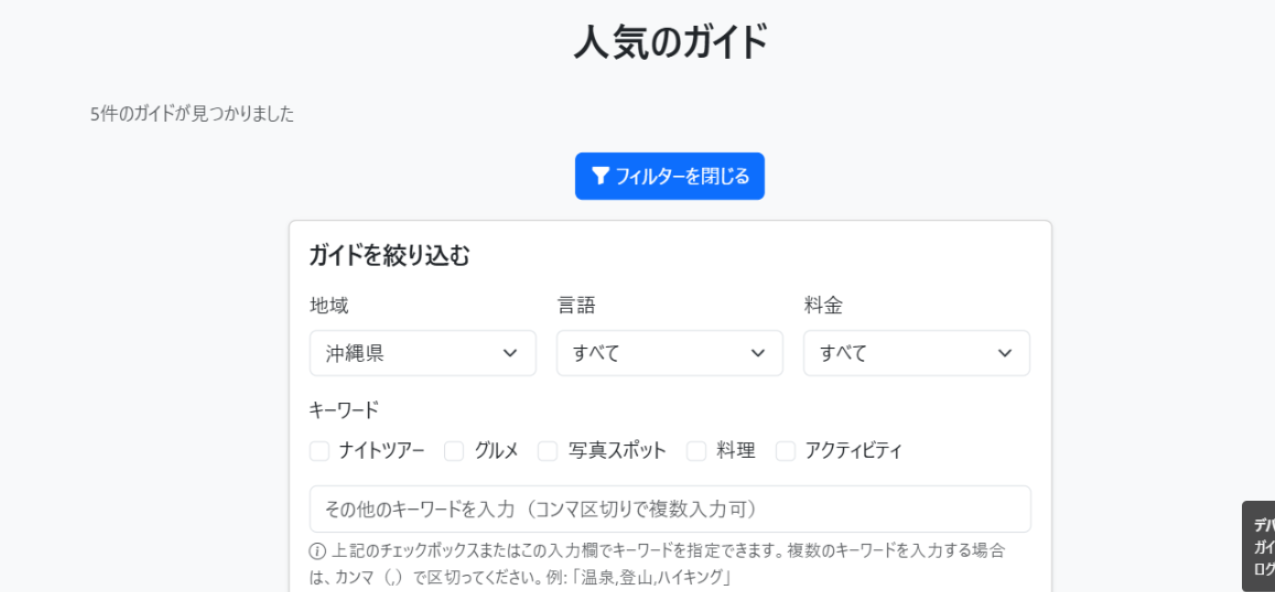 人気のガイド
5件のガイドが見つかりました
フィルターを閉じる
ガイドを絞り込む
地域 言語 料金
沖縄県 すべて すべて
キーワード
ナイトツアー グルメ 写真スポット 料理 アクティビティ
その他のキーワードを入力（コンマ区切りで複数入力可）
上記のチェックボックスまたはこの入力欄でキーワードを指定できます。複数のキーワードを入力する場合
は、カンマ（,）で区切ってください。例:「温泉,登山,ハイキング」